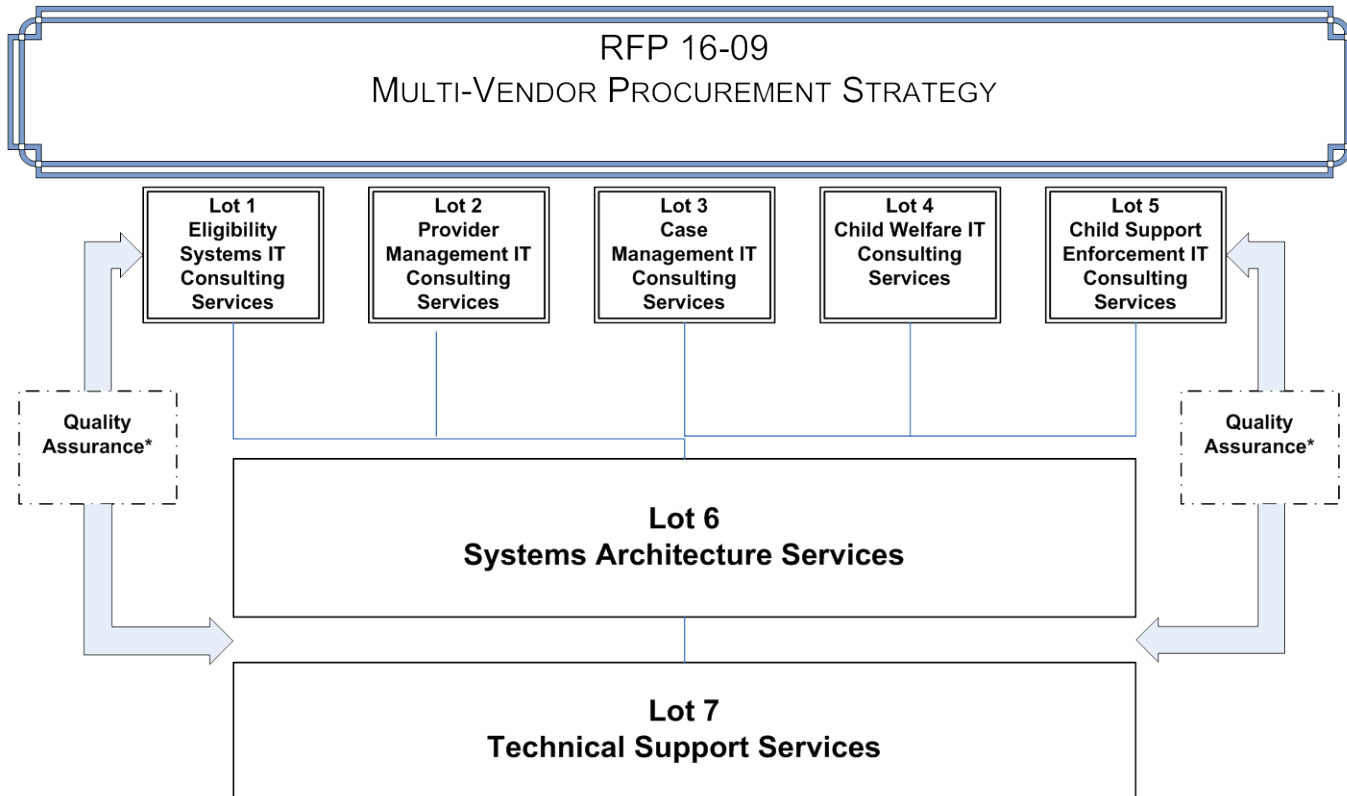 RFP 16-09
MULTI-VENDOR PROCUREMENT STRATEGY
Lot 1
Eligibility
Systems IT
Consulting
Services
Lot 2
Provider
Management IT
Consulting
Services
Lot 3
Case
Management IT
Consulting
Services
Lot 4
Child Welfare IT
Consulting
Services
Lot 5
Child Support
Enforcement IT
Consulting
Services
Quality
Assurance*
Quality
Assurance*
Lot 6
Systems Architecture Services
Lot 7
Technical Support Services